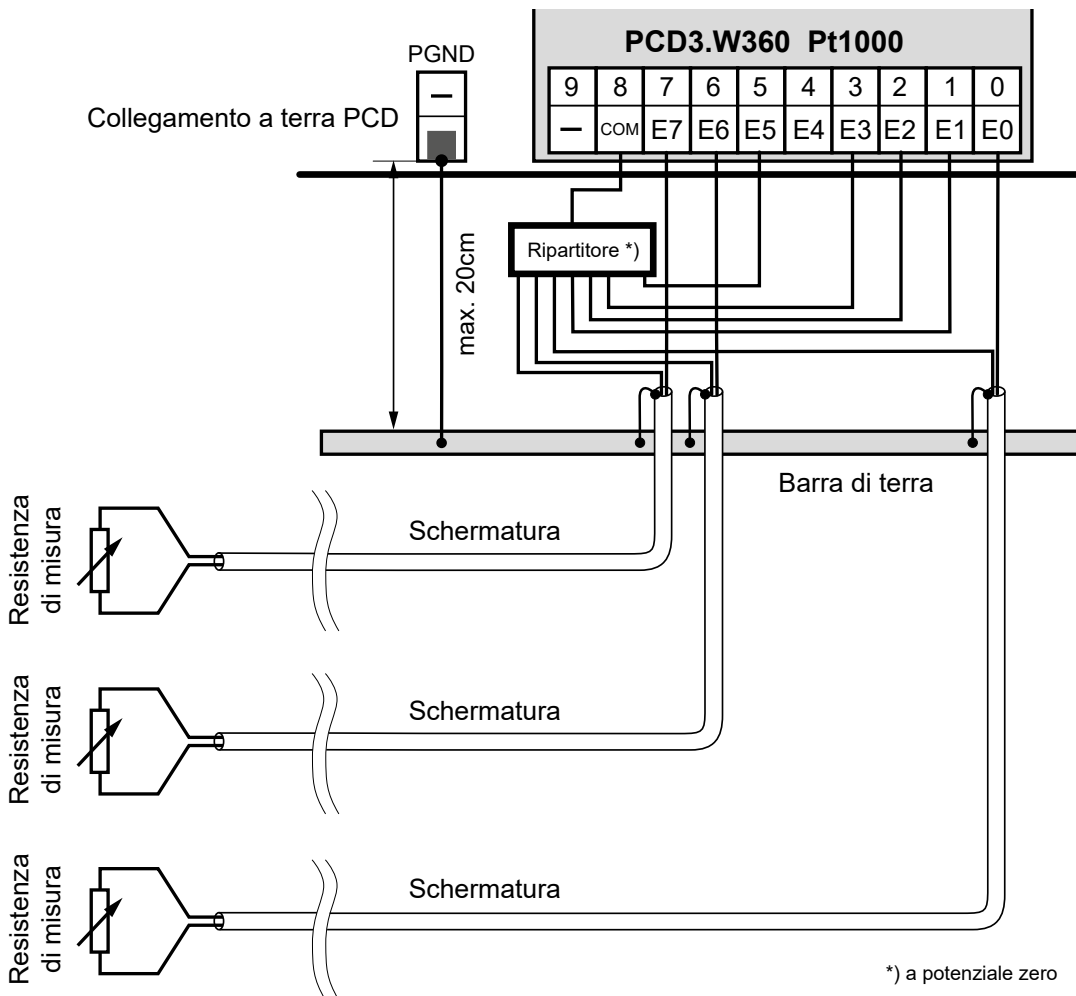 PCD3.W360 Pt1000
PGND
–
Collegamento a terra PCD
9 8 7 6 5 4 3 2 1 0
– COM E7 E6 E5 E4 E3 E2 E1 E0
max. 20cm
Ripartitore *)
Barra di terra
Resistenza
di misura
Schermatura
Resistenza
di misura
Schermatura
Resistenza
di misura
Schermatura
*) a potenziale zero